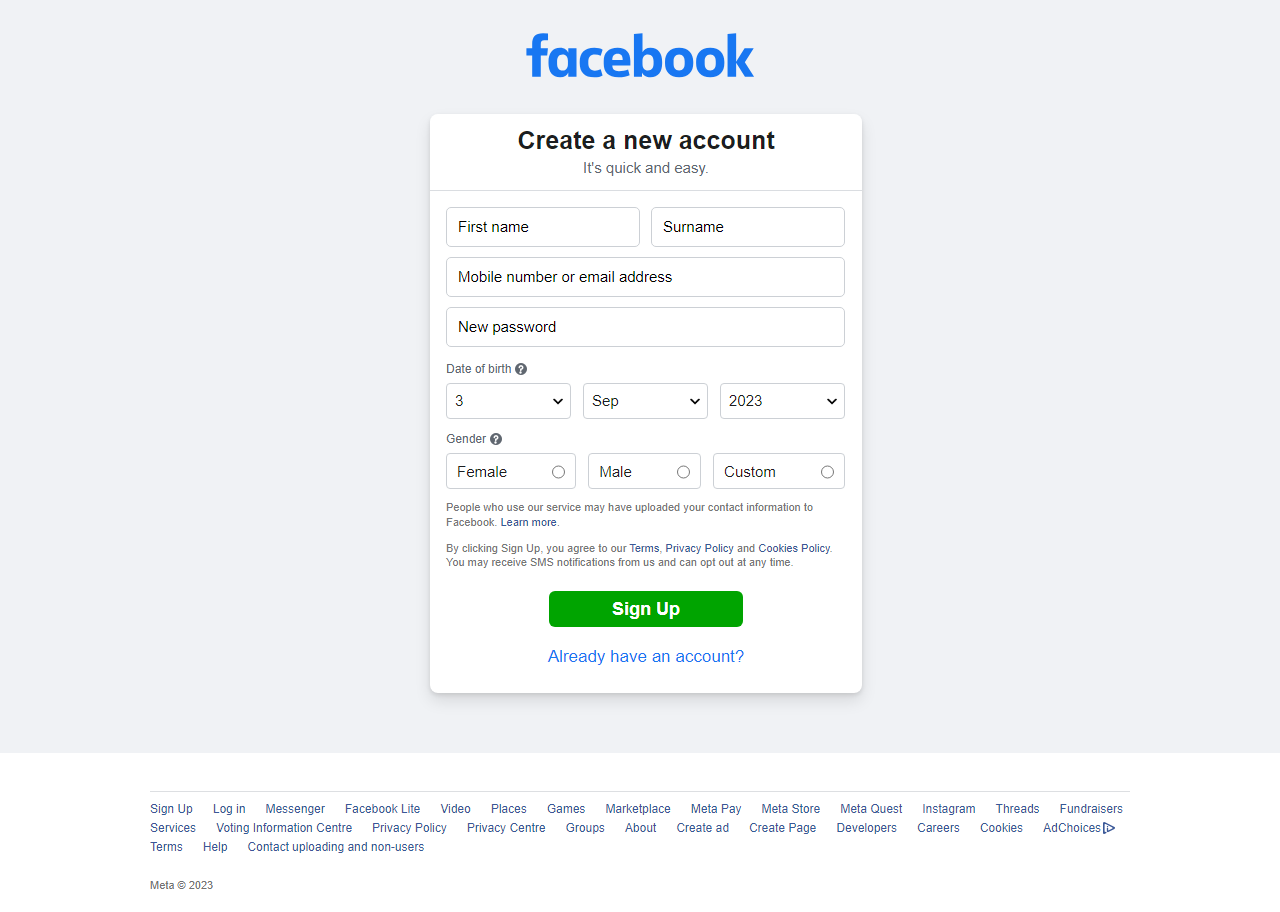 facebook
Create a new account
It's quick and easy.
First name Surname
Mobile number or email address
New password
Date of birth ?
3 Sep 2023
Gender ?
Female Male Custom
People who use our service may have uploaded your contact information to
Facebook. Learn more.
By clicking Sign Up, you agree to our Terms, Privacy Policy and Cookies Policy.
You may receive SMS notifications from us and can opt out at any time.
Sign Up
Already have an account?
Sign Up Log in Messenger Facebook Lite Video Places Games Marketplace Meta Pay Meta Store Meta Quest Instagram Threads Fundraisers
Services Voting Information Centre Privacy Policy Privacy Centre Groups About Create ad Create Page Developers Careers Cookies AdChoices
Terms Help Contact uploading and non-users
Meta © 2023